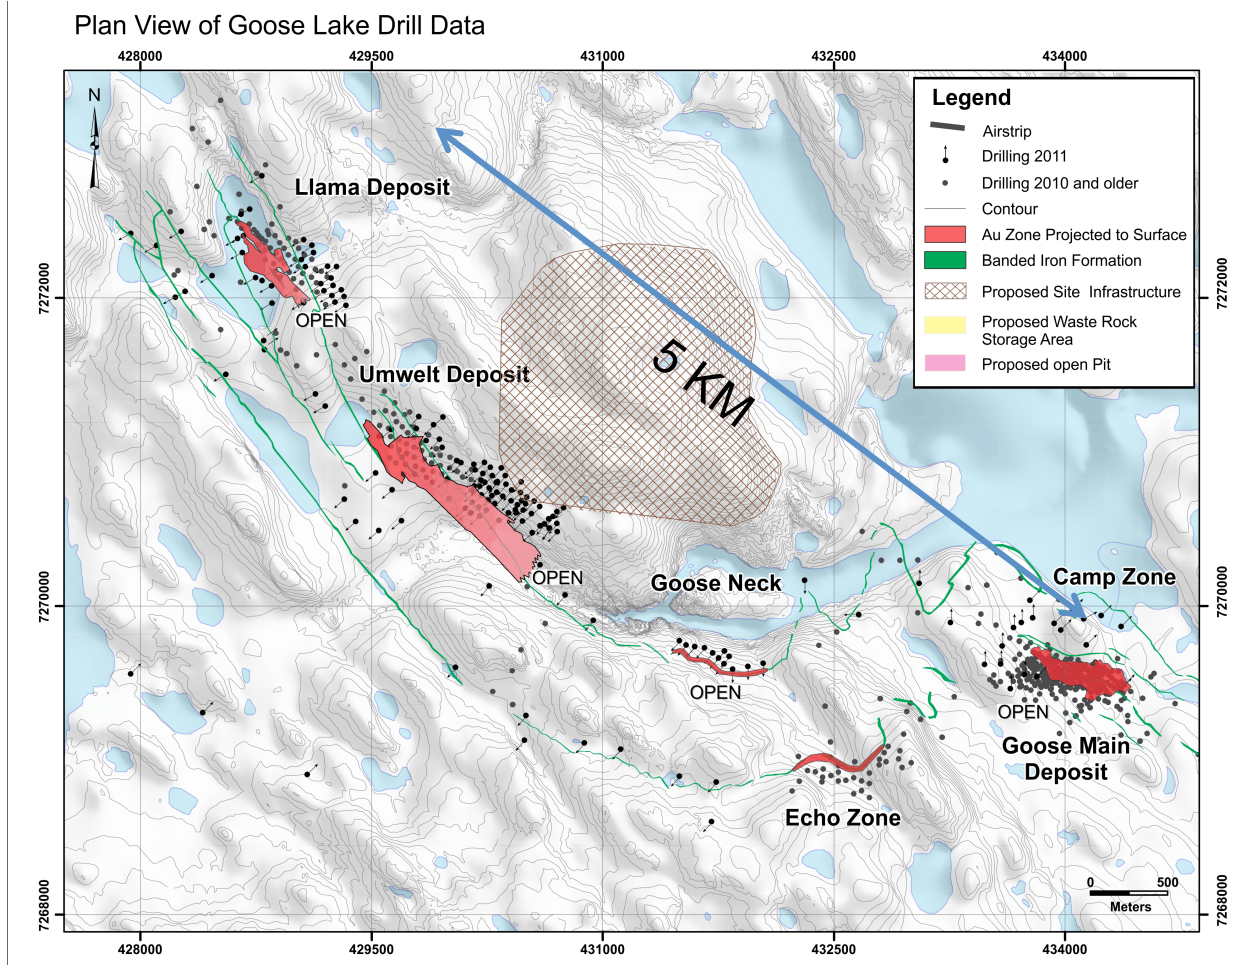 Plan View of Goose Lake Drill Data
428000
429500
431000
432500
434000
N
Legend
Airstrip
Drilling 2011
Drilling 2010 and older
Contour
Au Zone Projected to Surface
Banded Iron Formation
Proposed Site Infrastructure
Proposed Waste Rock
Storage Area
Proposed open Pit
Llama Deposit
7272000
7272000
OPEN
5 KM
Umwelt Deposit
OPEN
Goose Neck
Camp Zone
7270000
7270000
OPEN
OPEN
Goose Main
Deposit
Echo Zone
0
500
Meters
7268000
7268000
428000
429500
431000
432500
434000